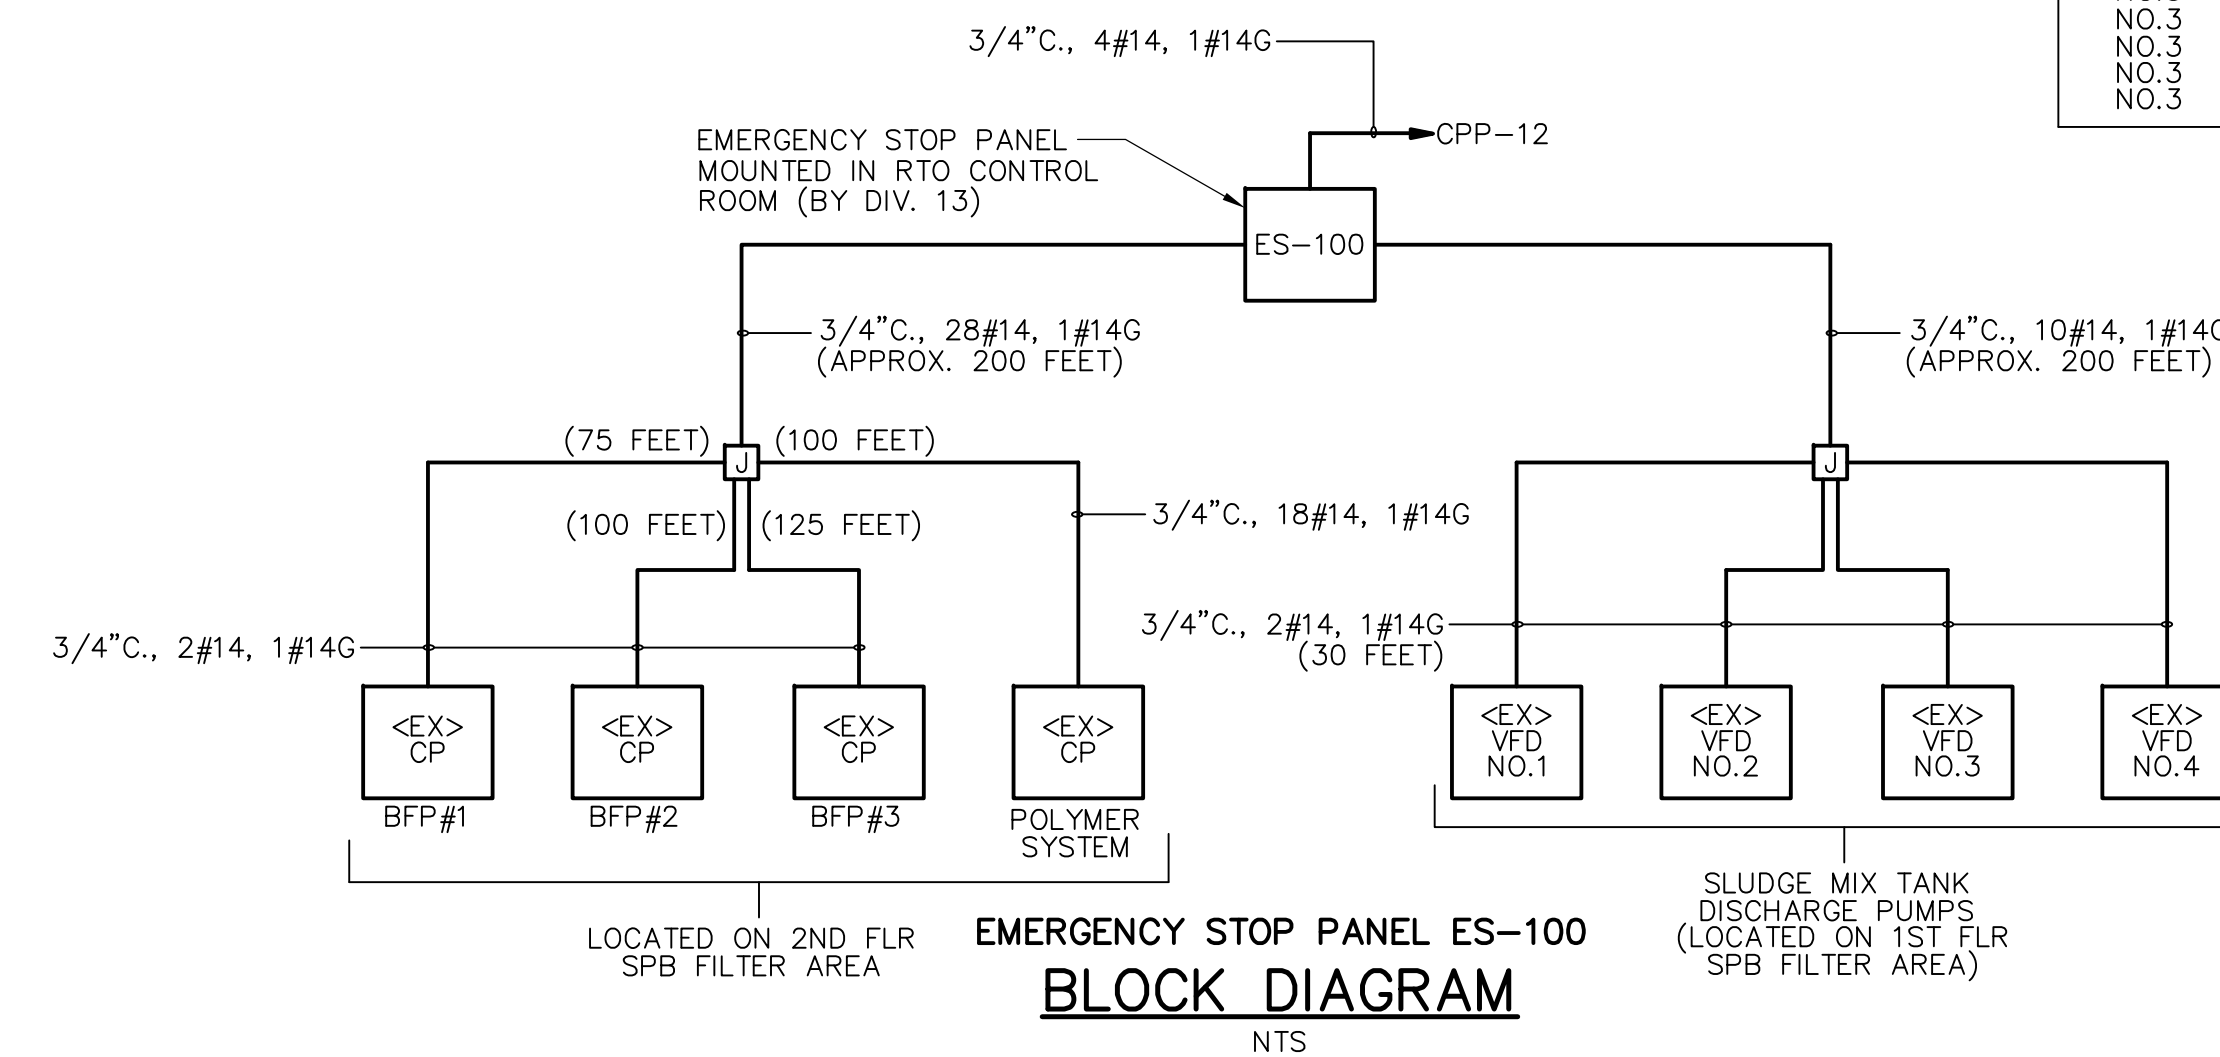 NO.3
NO.3
NO.3
NO.3
3/4"C., 4#14, 1#14G
CPP-12
EMERGENCY STOP PANEL
MOUNTED IN RTO CONTROL
ROOM (BY DIV. 13)
ES-100
3/4"C., 28#14, 1#14G
(APPROX. 200 FEET)
3/4"C., 10#14, 1#14G
(APPROX. 200 FEET)
(75 FEET)
J
(100 FEET)
J
(100 FEET)
(125 FEET)
3/4"C., 18#14, 1#14G
3/4"C., 2#14, 1#14G
3/4"C., 2#14, 1#14G
(30 FEET)
<EX>
CP
BFP#1
<EX>
CP
BFP#2
<EX>
CP
BFP#3
<EX>
CP
POLYMER
SYSTEM
<EX>
VFD
NO.1
<EX>
VFD
NO.2
<EX>
VFD
NO.3
<EX>
VFD
NO.4
LOCATED ON 2ND FLR
SPB FILTER AREA
SLUDGE MIX TANK
DISCHARGE PUMPS
(LOCATED ON 1ST FLR
SPB FILTER AREA)
EMERGENCY STOP PANEL ES-100
BLOCK DIAGRAM
NTS